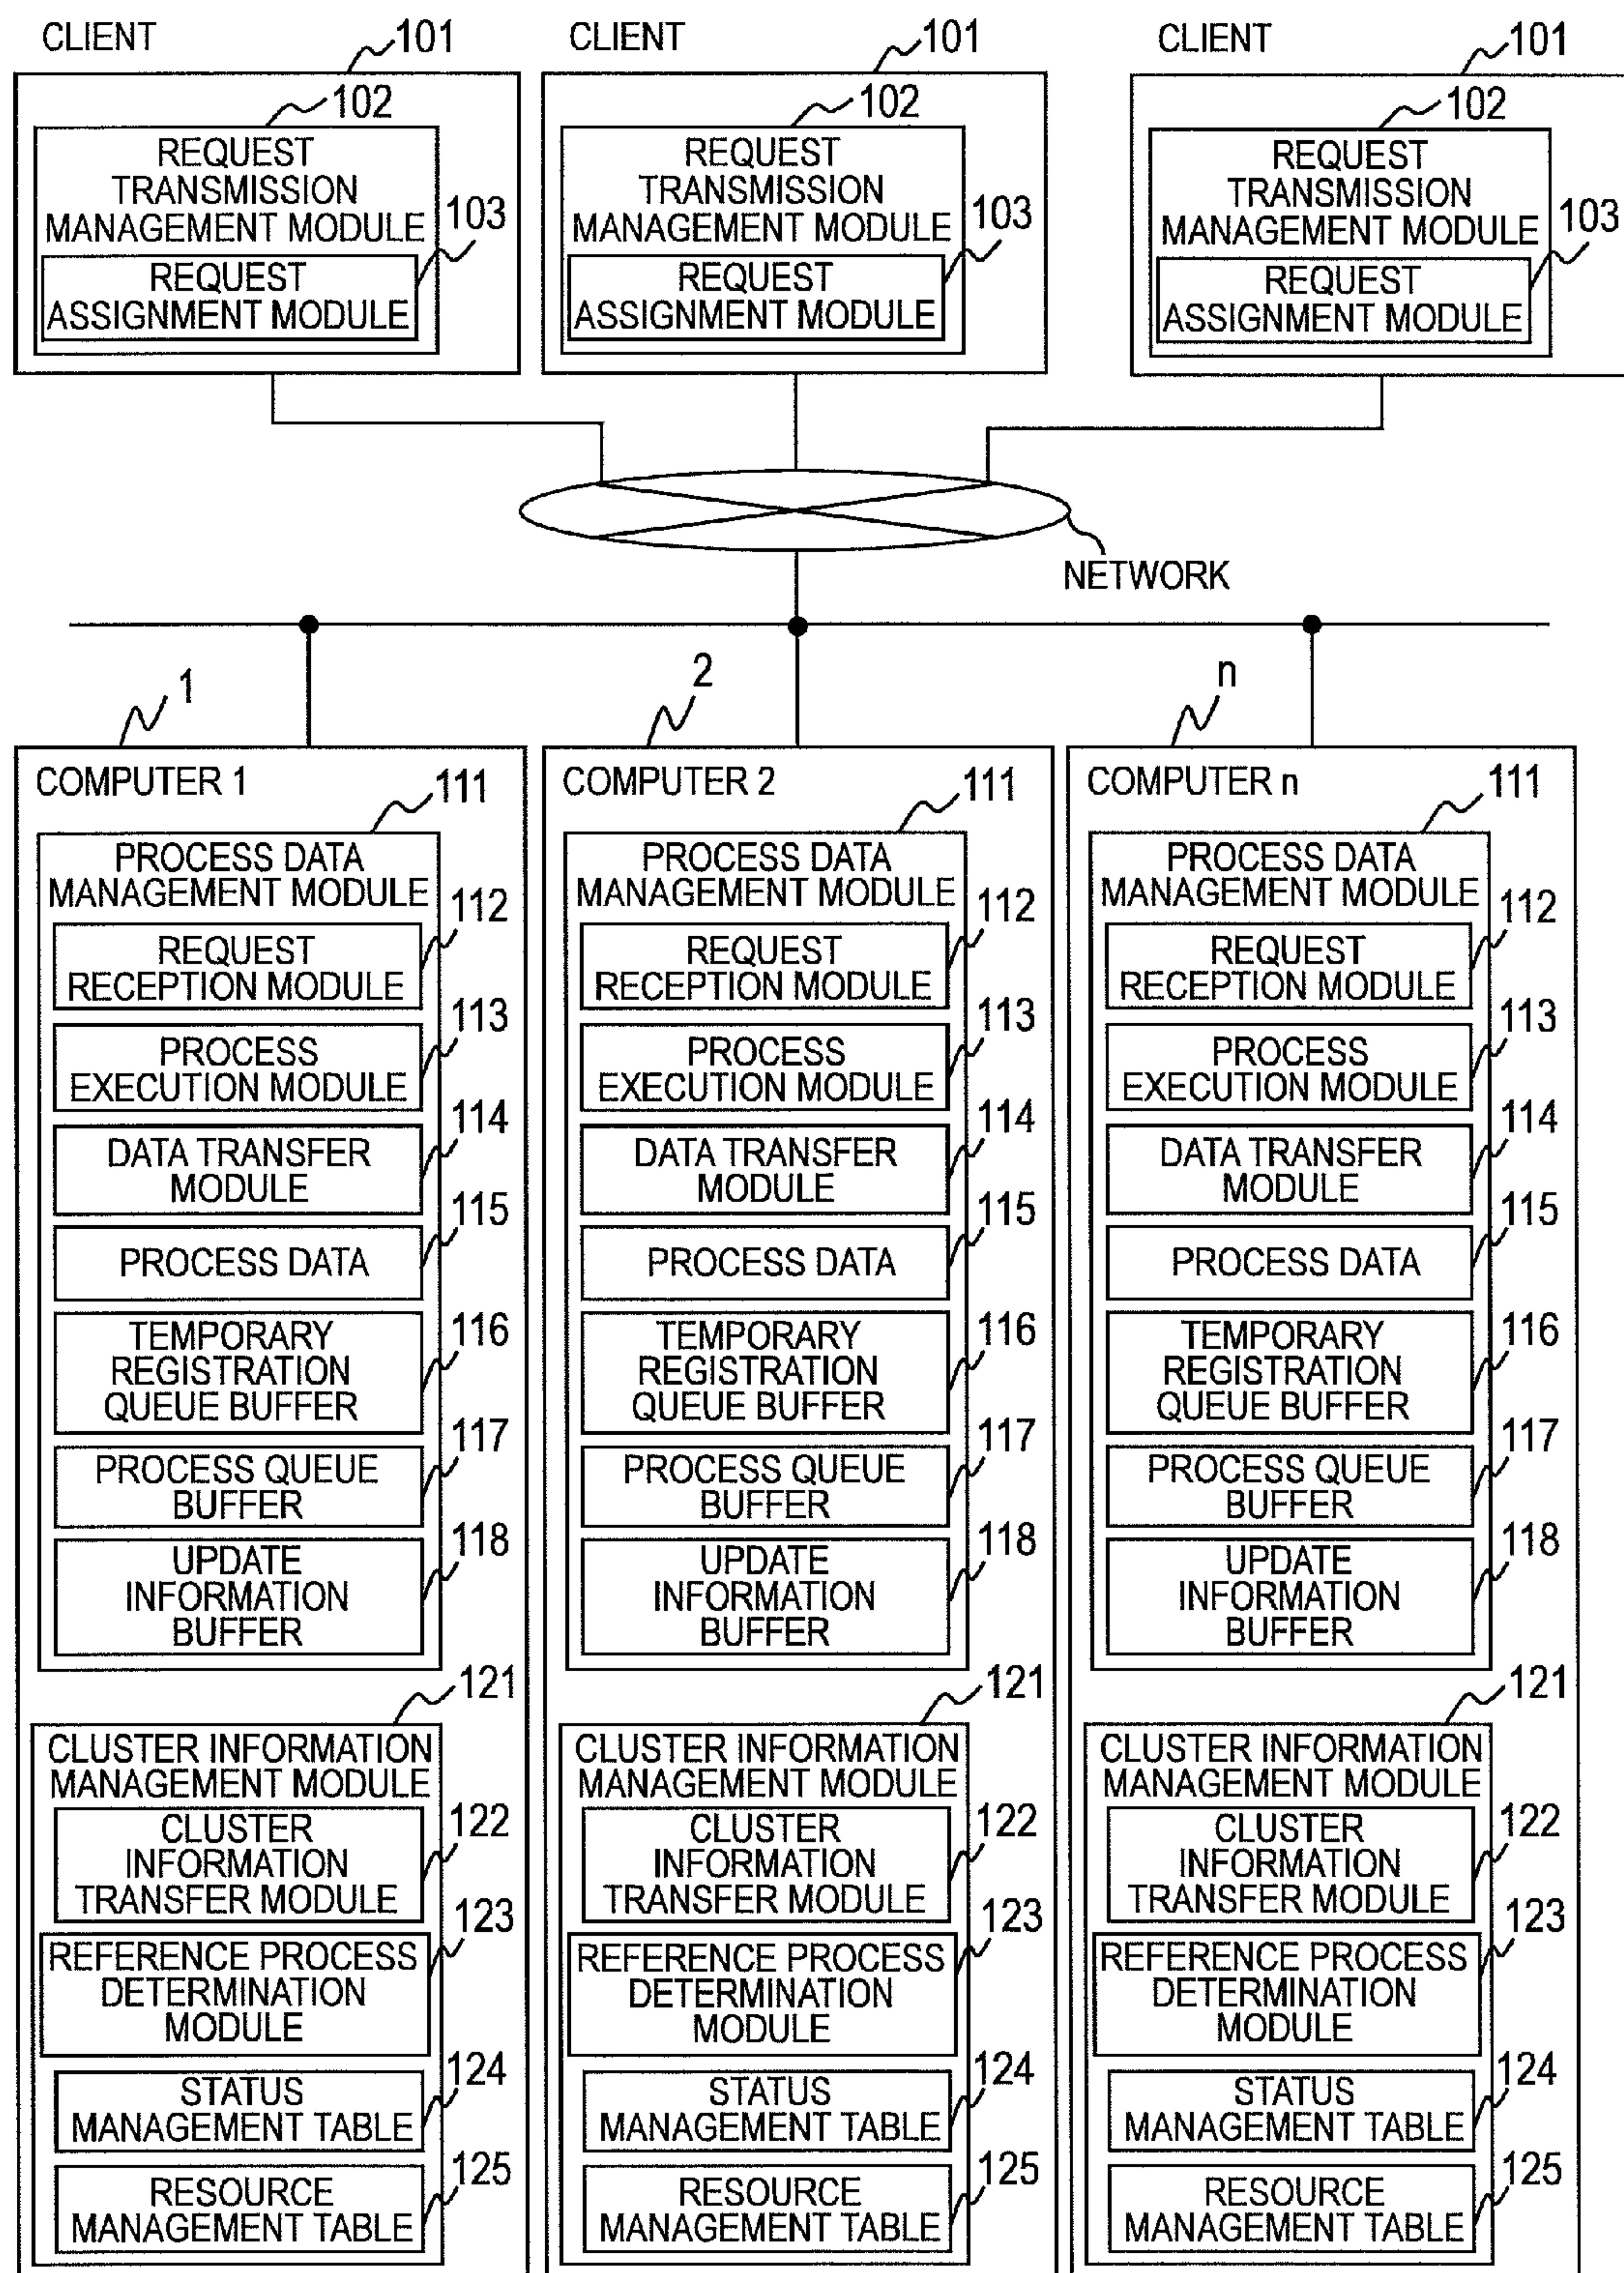 CLIENT
101
102
REQUEST
TRANSMISSION
MANAGEMENT MODULE
103
REQUEST
ASSIGNMENT MODULE
CLIENT
101
102
REQUEST
TRANSMISSION
MANAGEMENT MODULE
103
REQUEST
ASSIGNMENT MODULE
CLIENT
101
102
REQUEST
TRANSMISSION
MANAGEMENT MODULE
103
REQUEST
ASSIGNMENT MODULE
NETWORK
1
COMPUTER 1
111
PROCESS DATA
MANAGEMENT MODULE
112
REQUEST
RECEPTION MODULE
113
PROCESS
EXECUTION MODULE
114
DATA TRANSFER
MODULE
115
PROCESS DATA
116
TEMPORARY
REGISTRATION
QUEUE BUFFER
117
PROCESS QUEUE
BUFFER
118
UPDATE
INFORMATION
BUFFER
121
CLUSTER INFORMATION
MANAGEMENT MODULE
122
CLUSTER
INFORMATION
TRANSFER MODULE
123
REFERENCE PROCESS
DETERMINATION
MODULE
124
STATUS
MANAGEMENT TABLE
125
RESOURCE
MANAGEMENT TABLE
2
COMPUTER 2
111
PROCESS DATA
MANAGEMENT MODULE
112
REQUEST
RECEPTION MODULE
113
PROCESS
EXECUTION MODULE
114
DATA TRANSFER
MODULE
115
PROCESS DATA
116
TEMPORARY
REGISTRATION
QUEUE BUFFER
117
PROCESS QUEUE
BUFFER
118
UPDATE
INFORMATION
BUFFER
121
CLUSTER INFORMATION
MANAGEMENT MODULE
122
CLUSTER
INFORMATION
TRANSFER MODULE
123
REFERENCE PROCESS
DETERMINATION
MODULE
124
STATUS
MANAGEMENT TABLE
125
RESOURCE
MANAGEMENT TABLE
n
COMPUTER n
111
PROCESS DATA
MANAGEMENT MODULE
112
REQUEST
RECEPTION MODULE
113
PROCESS
EXECUTION MODULE
114
DATA TRANSFER
MODULE
115
PROCESS DATA
116
TEMPORARY
REGISTRATION
QUEUE BUFFER
117
PROCESS QUEUE
BUFFER
118
UPDATE
INFORMATION
BUFFER
121
CLUSTER INFORMATION
MANAGEMENT MODULE
122
CLUSTER
INFORMATION
TRANSFER MODULE
123
REFERENCE PROCESS
DETERMINATION
MODULE
124
STATUS
MANAGEMENT TABLE
125
RESOURCE
MANAGEMENT TABLE